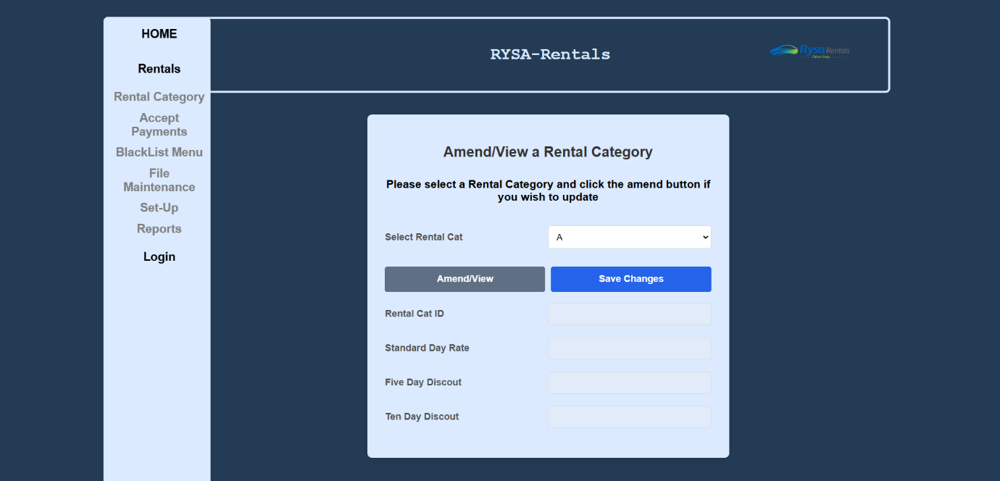 HOME
RYSA-Rentals
Rysa Rentals
Drive Easy
Rentals
Rental Category
Accept
Payments
BlackList Menu
File
Maintenance
Set-Up
Reports
Login
Amend/View a Rental Category
Please select a Rental Category and click the amend button if
you wish to update
Select Rental Cat
A
Amend/View
Save Changes
Rental Cat ID
Standard Day Rate
Five Day Discout
Ten Day Discout